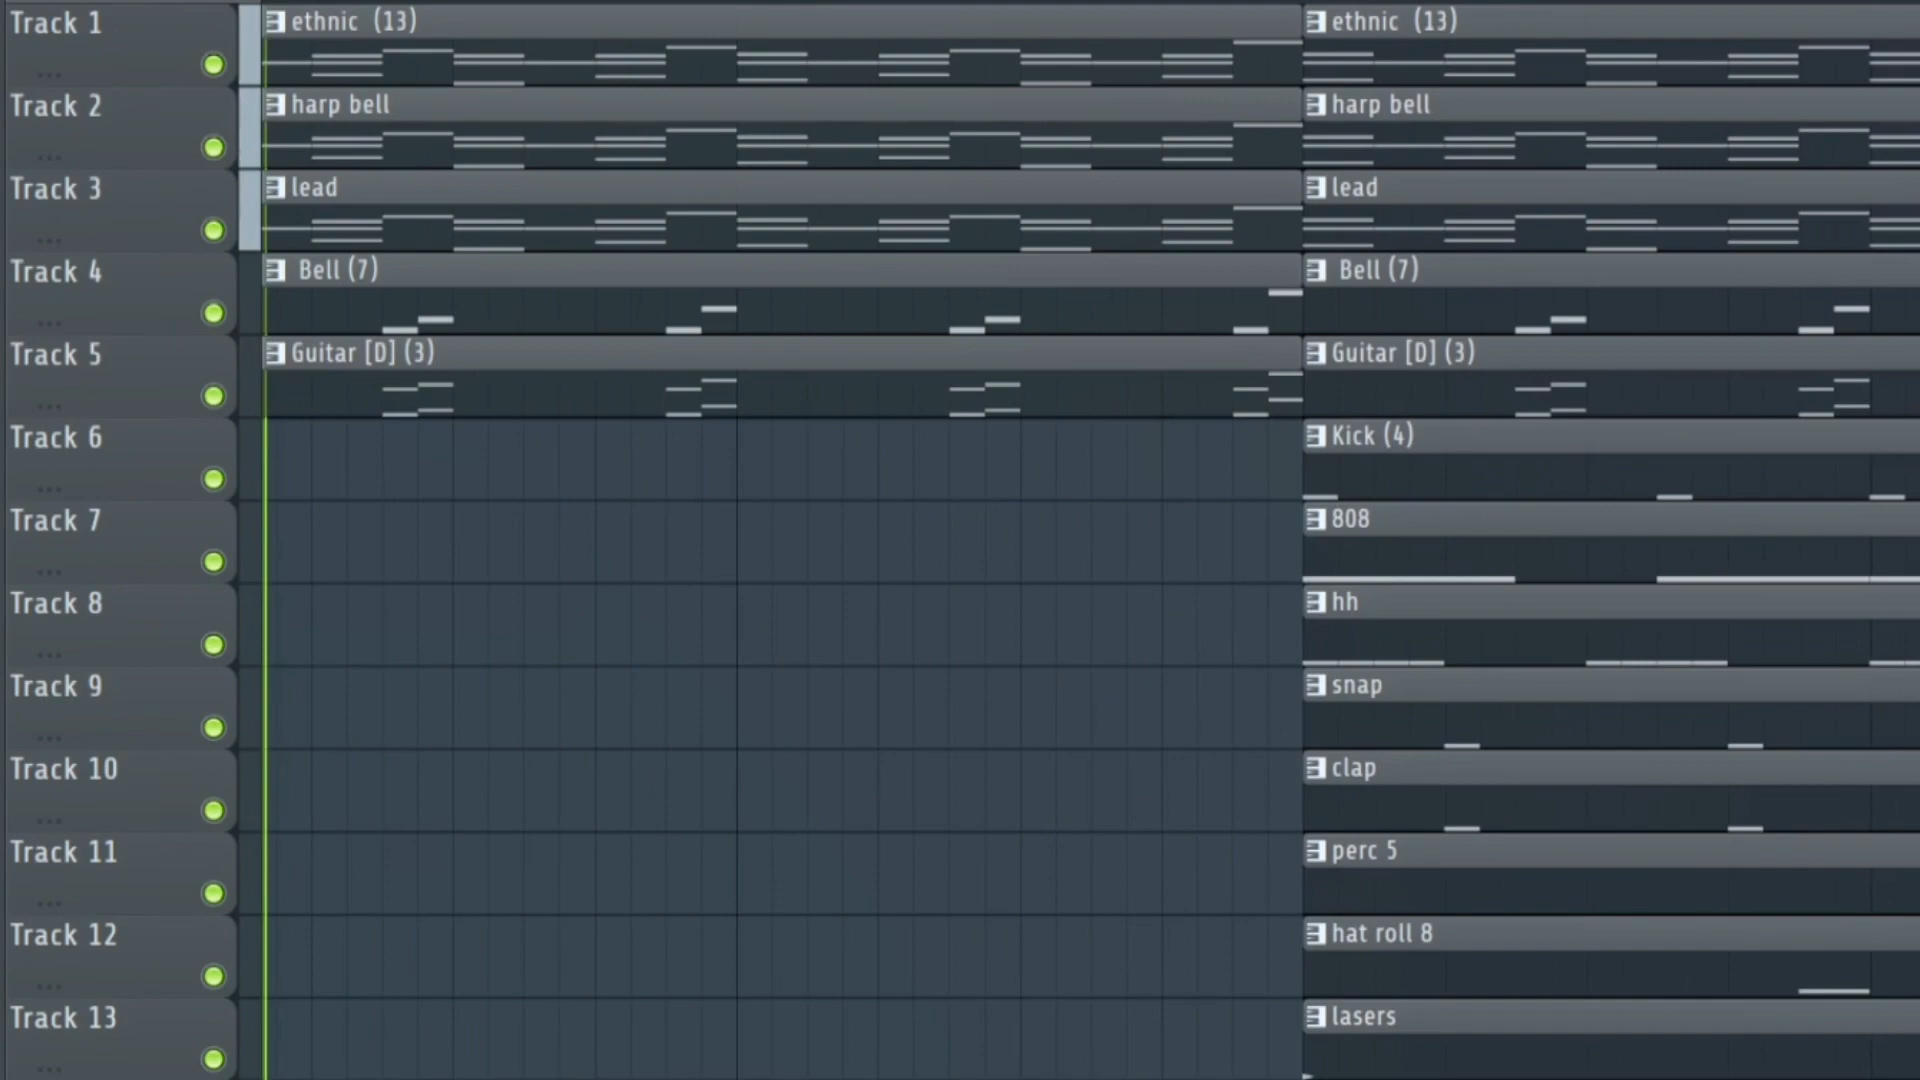 Track 1 ethnic (13) ethnic (13)
Track 2 harp bell harp bell
Track 3 lead lead
Track 4 Bell (7) Bell (7)
Track 5 Guitar [D] (3) Guitar [D] (3)
Track 6 Kick (4)
Track 7 808
Track 8 hh
Track 9 snap
Track 10 clap
Track 11 perc 5
Track 12 hat roll 8
Track 13 lasers